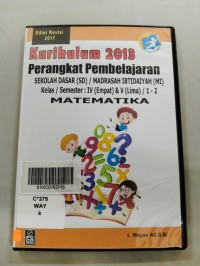 Edisi Revisi
2017
Kurikulum 2013
Perangkat Pembelajaran
SEKOLAH DASAR (SD) / MADRASAH IBTIDAIYAH (MI)
Kelas / Semester : IV (Empat) & V (Lima) / 1 - 2
MATEMATIKA
C*375
WAY
k